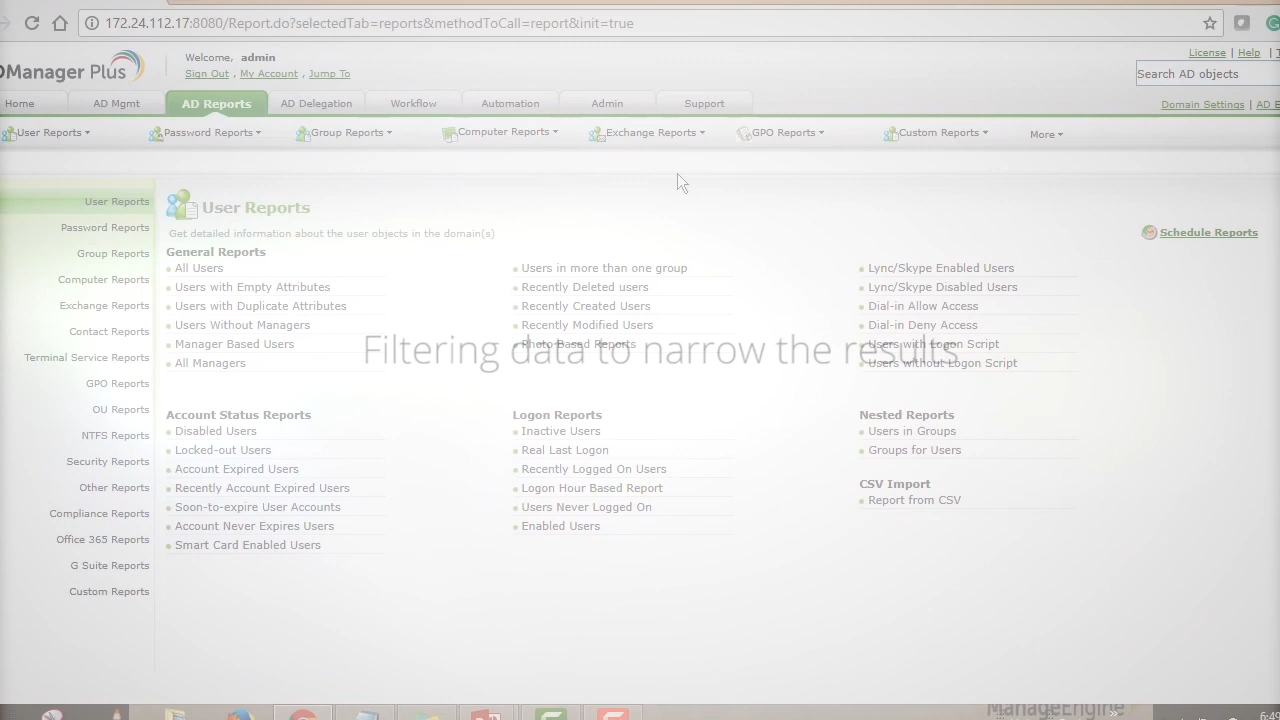 172.24.112.17:8080/Report.do?selectedTab=reports&methodToCall=report&init=true
Welcome, admin
License | Help |
DManager Plus
Sign Out , My Account , Jump To
Search AD objects
Home AD Mgmt AD Reports AD Delegation Workflow Automation Admin Support
Domain Settings | AD E
User Reports Password Reports Group Reports Computer Reports Exchange Reports GPO Reports Custom Reports More
User Reports
Password Reports
Group Reports
Computer Reports
Exchange Reports
Contact Reports
Terminal Service Reports
GPO Reports
OU Reports
NTFS Reports
Security Reports
Other Reports
Compliance Reports
Office 365 Reports
G Suite Reports
Custom Reports
User Reports
Get detailed information about the user objects in the domain(s)
Schedule Reports
General Reports
All Users
Users with Empty Attributes
Users with Duplicate Attributes
Users Without Managers
Manager Based Users
All Managers
Users in more than one group
Recently Deleted users
Recently Created Users
Recently Modified Users
Photo Based Reports
Lync/Skype Enabled Users
Lync/Skype Disabled Users
Dial-in Allow Access
Dial-in Deny Access
Users with Logon Script
Users without Logon Script
Filtering data to narrow the results
Account Status Reports
Disabled Users
Locked-out Users
Account Expired Users
Recently Account Expired Users
Soon-to-expire User Accounts
Account Never Expires Users
Smart Card Enabled Users
Logon Reports
Inactive Users
Real Last Logon
Recently Logged On Users
Logon Hour Based Report
Users Never Logged On
Enabled Users
Nested Reports
Users in Groups
Groups for Users
CSV Import
Report from CSV
ManageEngine